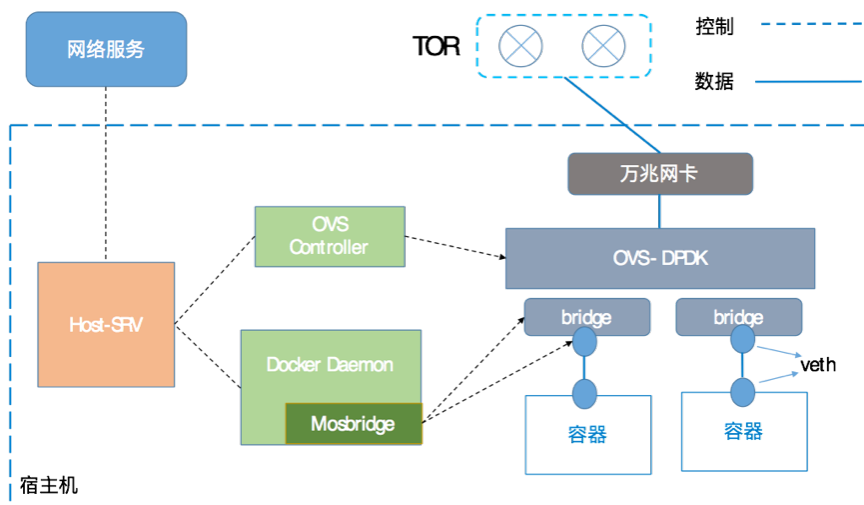 网络服务
TOR
控制
数据
万兆网卡
OVS
Controller
OVS- DPDK
Host-SRV
bridge
bridge
Docker Daemon
veth
Mosbridge
容器
容器
宿主机